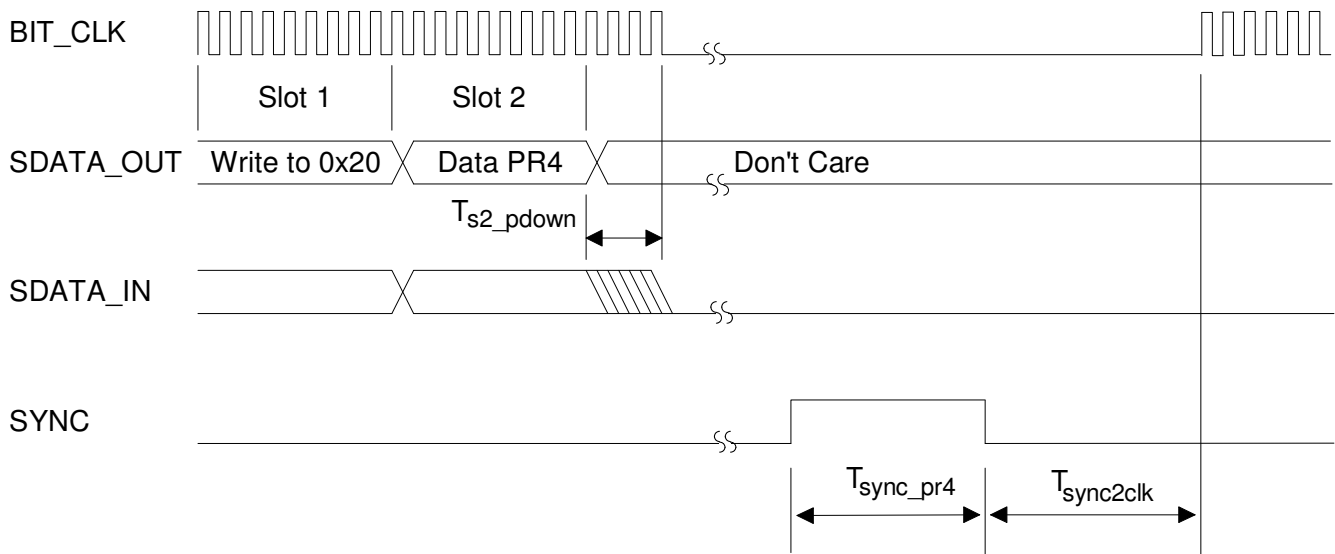 BIT_CLK
Slot 1 Slot 2
SDATA_OUT Write to 0x20 Data PR4 Don't Care
Ts2_pdown
SDATA_IN
SYNC
Tsync_pr4 Tsync2clk